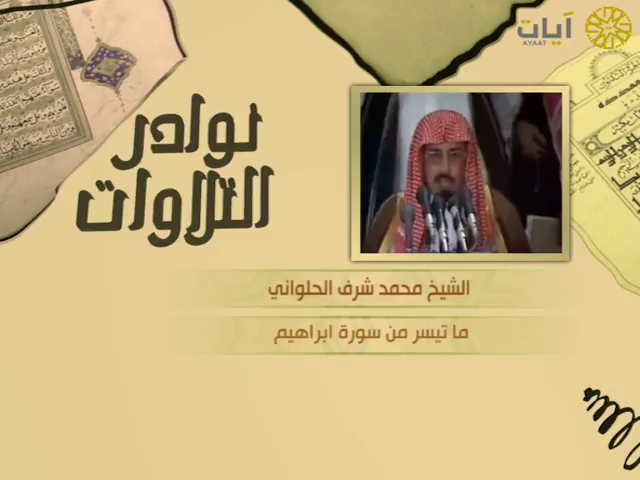 آيات
AYAAT
نوادر
التلاوات
الشيخ محمد شرف الحلواني
ما تيسر من سورة ابراهيم